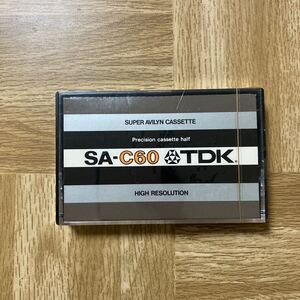 SUPER AVILYN CASSETTE
Precision cassette half
SA-C60 TDK
HIGH RESOLUTION